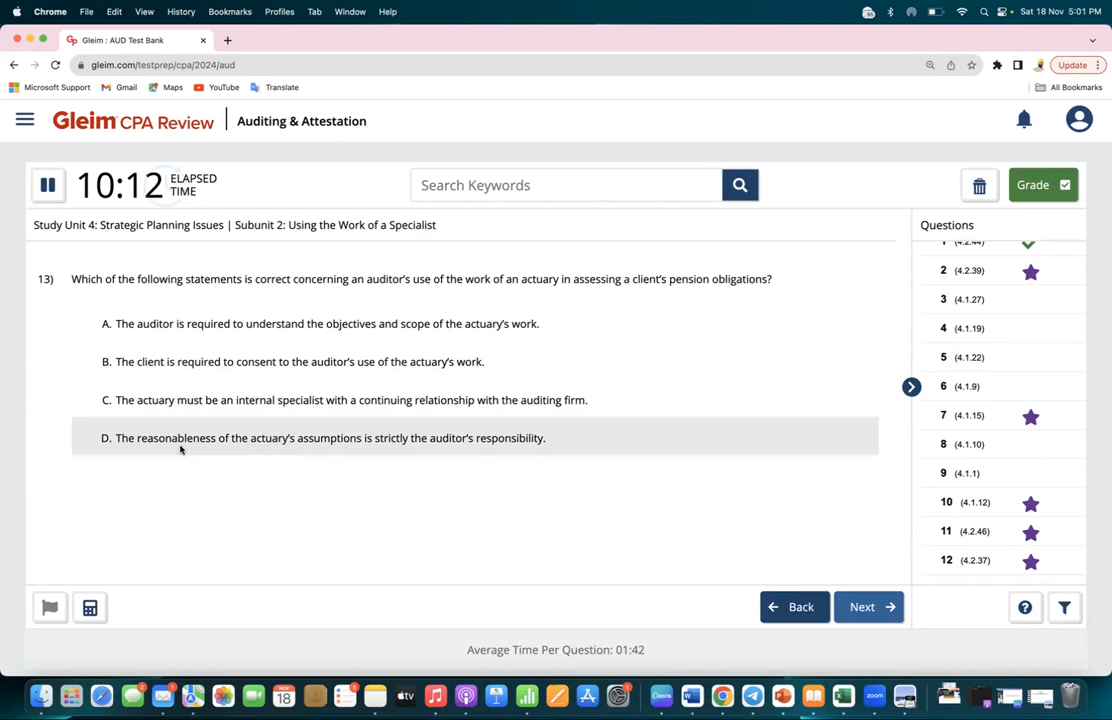 Chrome File Edit View History Bookmarks Profiles Tab Window Help Sat 18 Nov 5:01 PM
Gleim : AUD Test Bank
gleim.com/testprep/cpa/2024/aud Update
Microsoft Support Gmail Maps YouTube Translate All Bookmarks
Gleim CPA Review Auditing & Attestation
10:12 ELAPSED TIME Search Keywords Grade
Study Unit 4: Strategic Planning Issues | Subunit 2: Using the Work of a Specialist
13) Which of the following statements is correct concerning an auditor's use of the work of an actuary in assessing a client's pension obligations?
A. The auditor is required to understand the objectives and scope of the actuary's work.
B. The client is required to consent to the auditor's use of the actuary's work.
C. The actuary must be an internal specialist with a continuing relationship with the auditing firm.
D. The reasonableness of the actuary's assumptions is strictly the auditor's responsibility.
Questions
1 (4.2.44)
2 (4.2.39)
3 (4.1.27)
4 (4.1.19)
5 (4.1.22)
6 (4.1.9)
7 (4.1.15)
8 (4.1.10)
9 (4.1.1)
10 (4.1.12)
11 (4.2.46)
12 (4.2.37)
Back Next
Average Time Per Question: 01:42